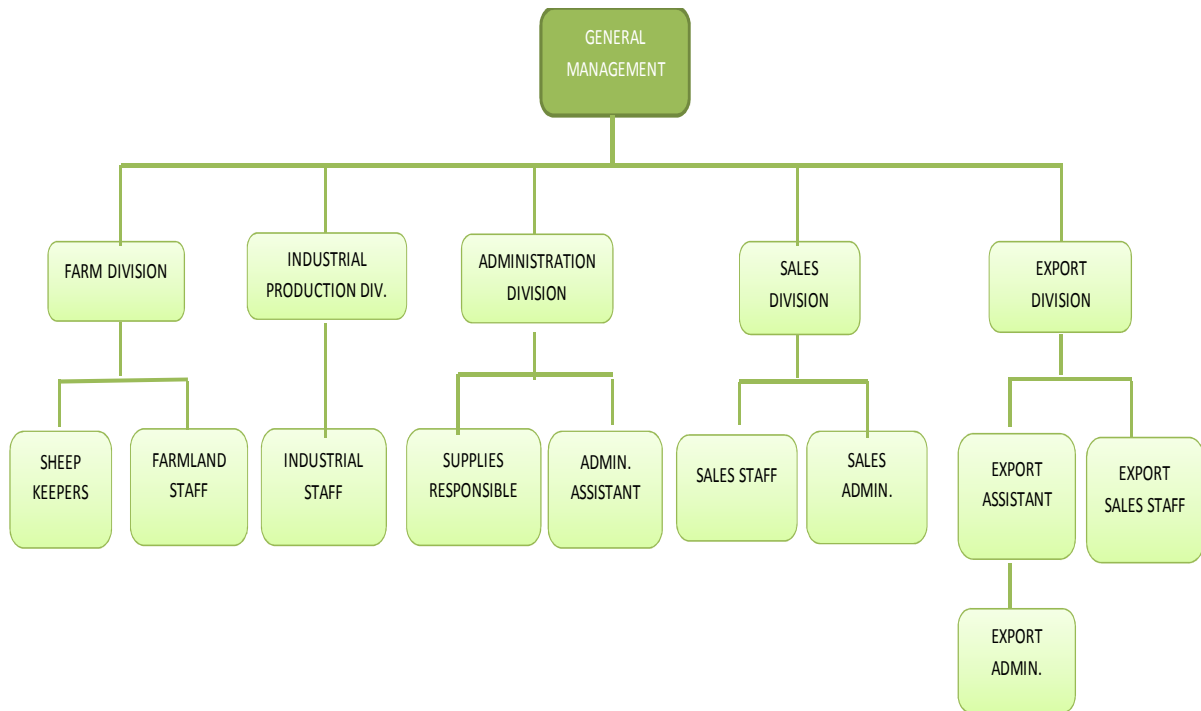 GENERAL
MANAGEMENT
FARM DIVISION
INDUSTRIAL
PRODUCTION DIV.
ADMINISTRATION
DIVISION
SALES
DIVISION
EXPORT
DIVISION
SHEEP
KEEPERS
FARMLAND
STAFF
INDUSTRIAL
STAFF
SUPPLIES
RESPONSIBLE
ADMIN.
ASSISTANT
SALES STAFF
SALES
ADMIN.
EXPORT
ASSISTANT
EXPORT
SALES STAFF
EXPORT
ADMIN.